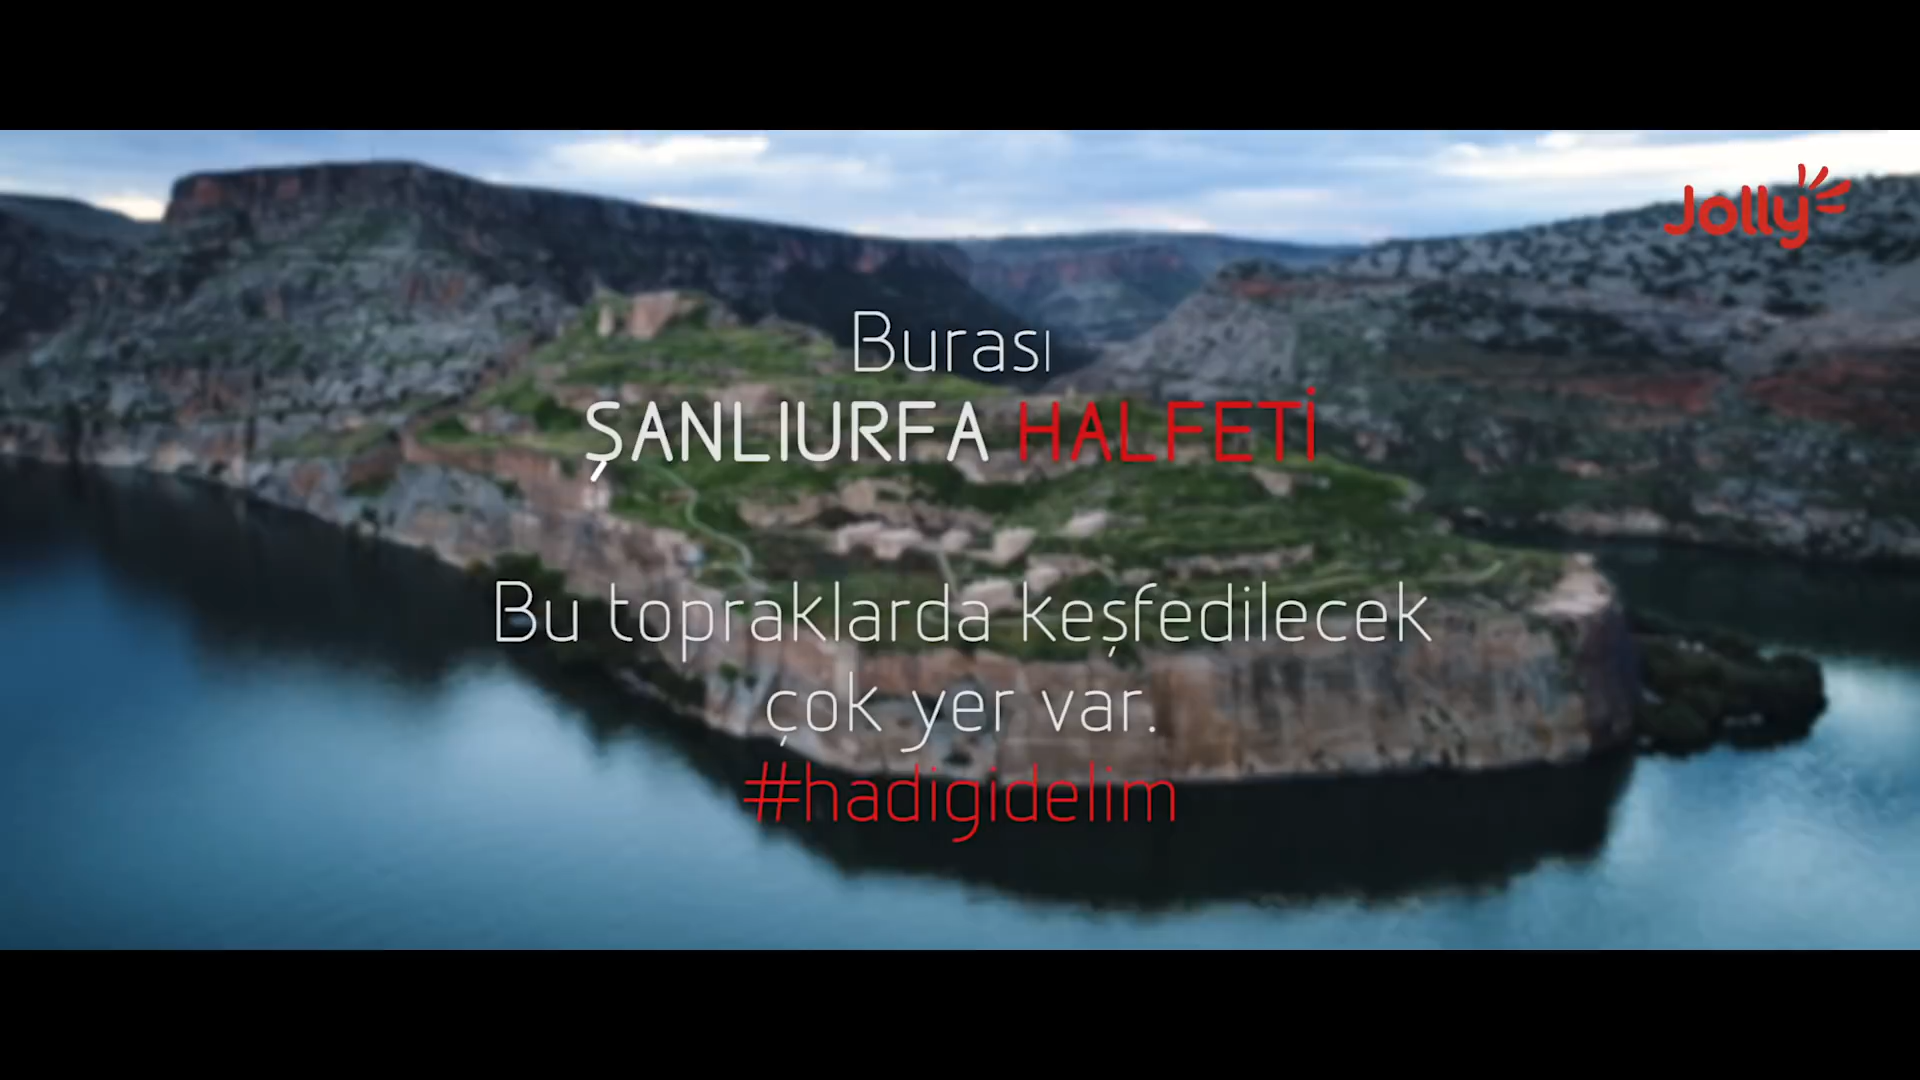 Jolly
Burası
ŞANLIURFA HALFETİ
Bu topraklarda keşfedilecek
çok yer var.
#hadigidelim